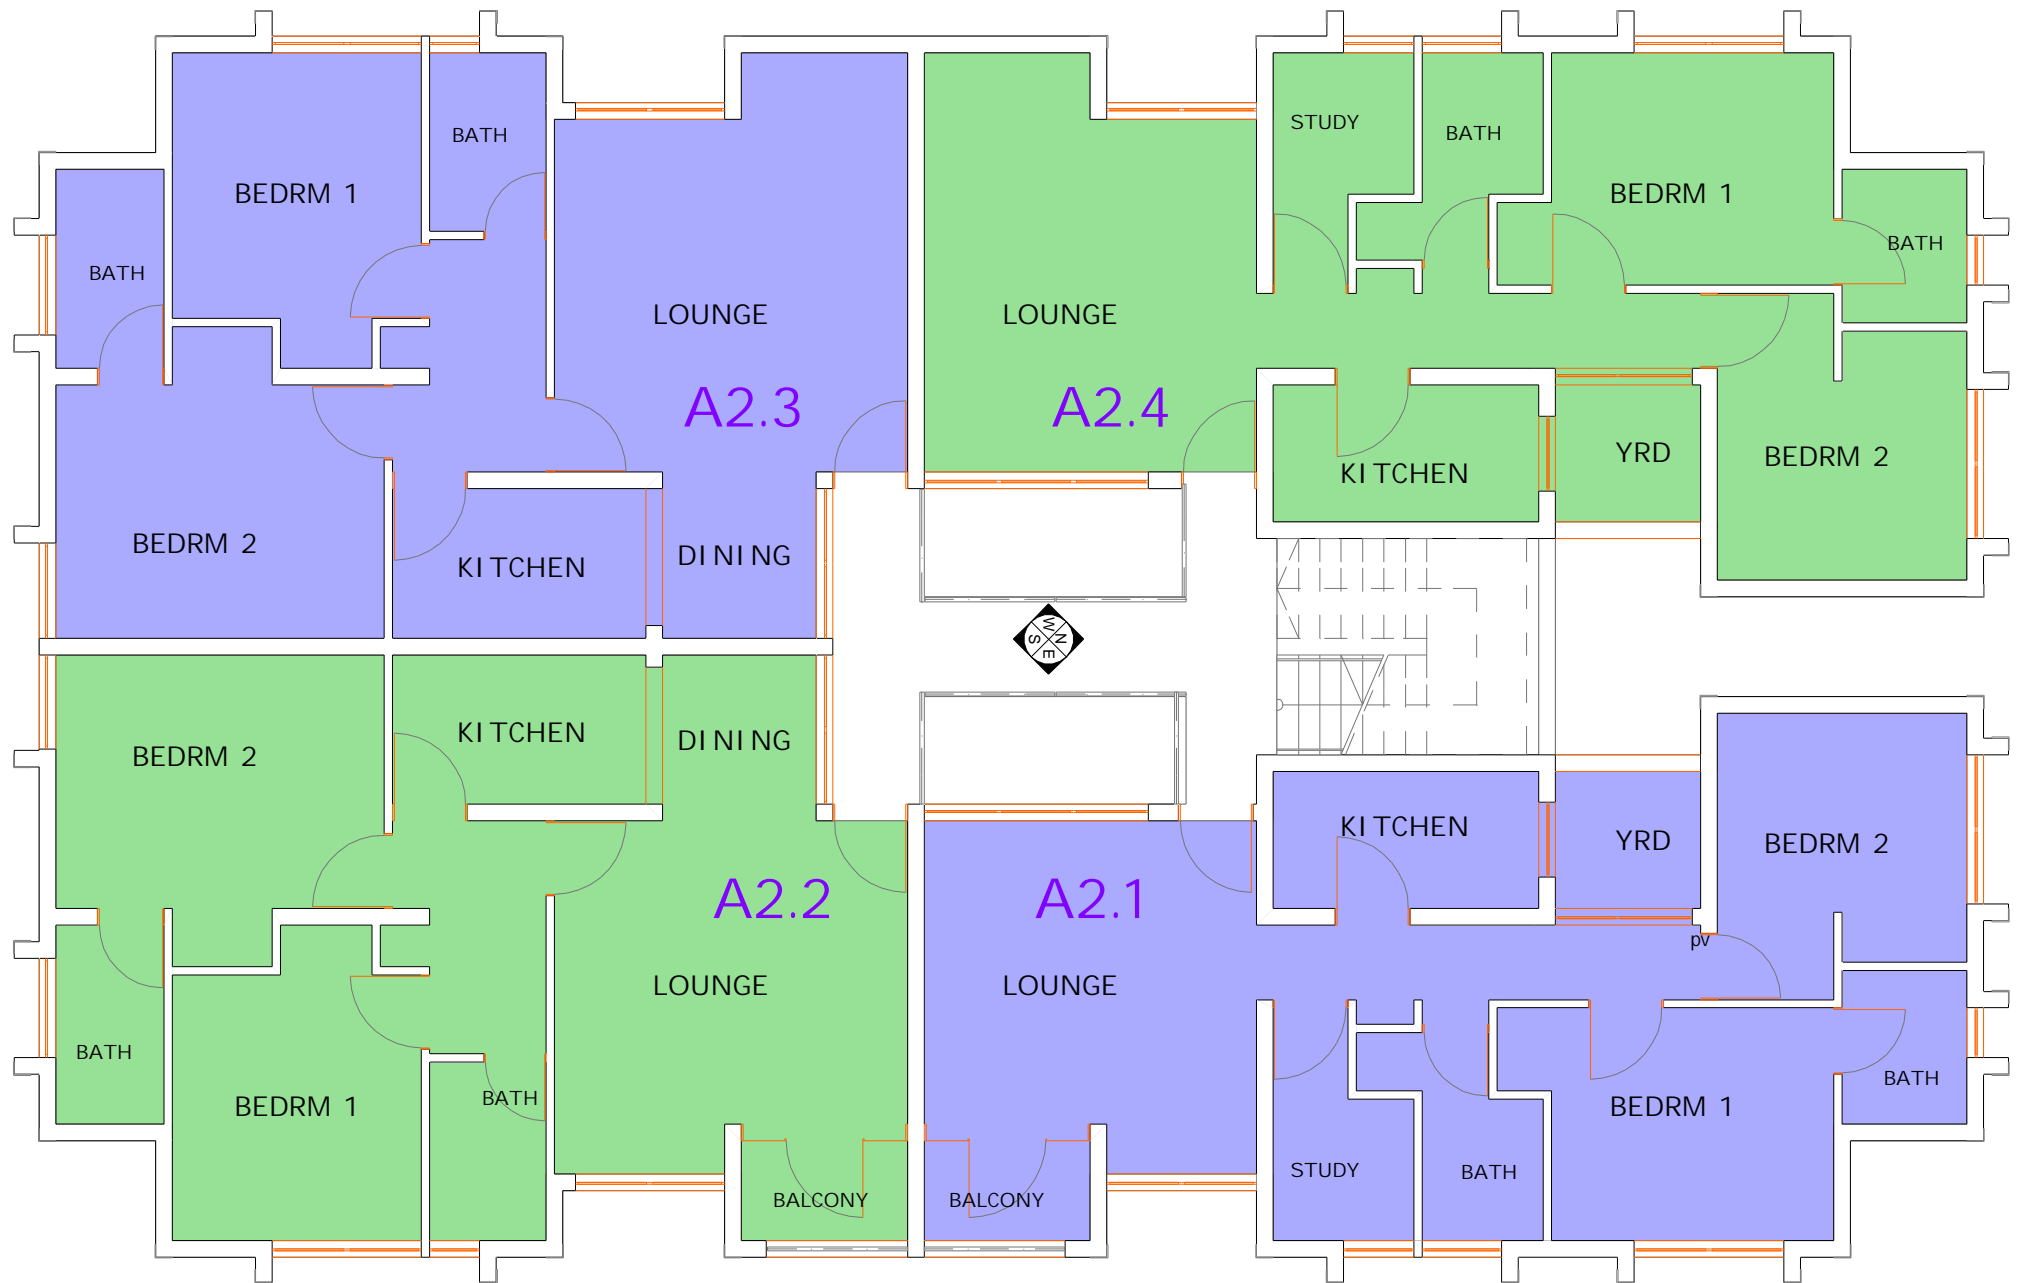 STUDY
BATH
BATH
BEDRM 1
BEDRM 1
BATH
BATH
LOUNGE
LOUNGE
A2.3
A2.4
YRD
BEDRM 2
KITCHEN
BEDRM 2
DINING
KITCHEN
W
N
S
E
KITCHEN
DINING
BEDRM 2
KITCHEN
YRD
BEDRM 2
A2.2
A2.1
pv
LOUNGE
LOUNGE
BATH
BATH
BATH
BEDRM 1
BEDRM 1
STUDY
BATH
BALCONY
BALCONY